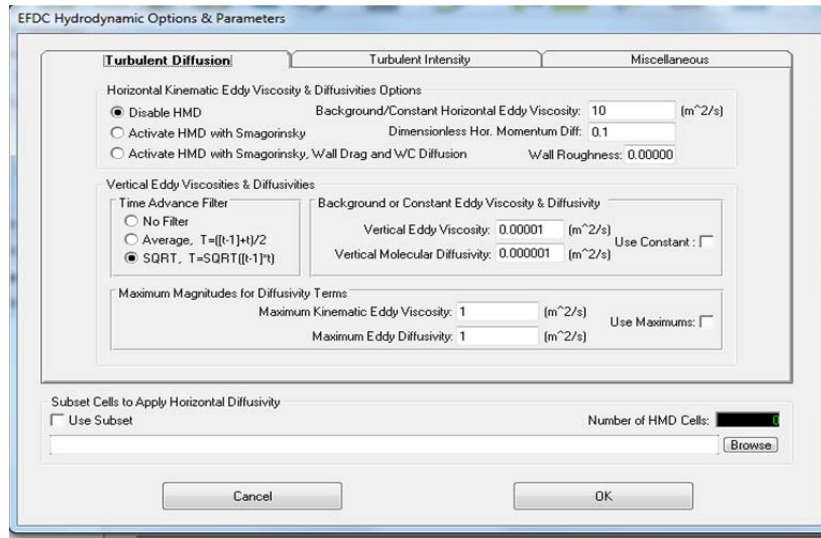 EFDC Hydrodynamic Options & Parameters
Turbulent Diffusion
Turbulent Intensity
Miscellaneous
Horizontal Kinematic Eddy Viscosity & Diffusivities Options
Disable HMD
Background/Constant Horizontal Eddy Viscosity: 10 (m^2/s)
Activate HMD with Smagorinsky
Dimensionless Hor. Momentum Diff: 0.1
Activate HMD with Smagorinsky, Wall Drag and WC Diffusion
Wall Roughness: 0.00000
Vertical Eddy Viscosities & Diffusivities
Time Advance Filter
No Filter
Average, T=([t-1]+t)/2
SQRT, T=SQRT([t-1]*t)
Background or Constant Eddy Viscosity & Diffusivity
Vertical Eddy Viscosity: 0.00001 (m^2/s)
Vertical Molecular Diffusivity: 0.000001 (m^2/s)
Use Constant :
Maximum Magnitudes for Diffusivity Terms
Maximum Kinematic Eddy Viscosity: 1 (m^2/s)
Maximum Eddy Diffusivity: 1 (m^2/s)
Use Maximums:
Subset Cells to Apply Horizontal Diffusivity
Use Subset
Number of HMD Cells: 0
Browse
Cancel
OK